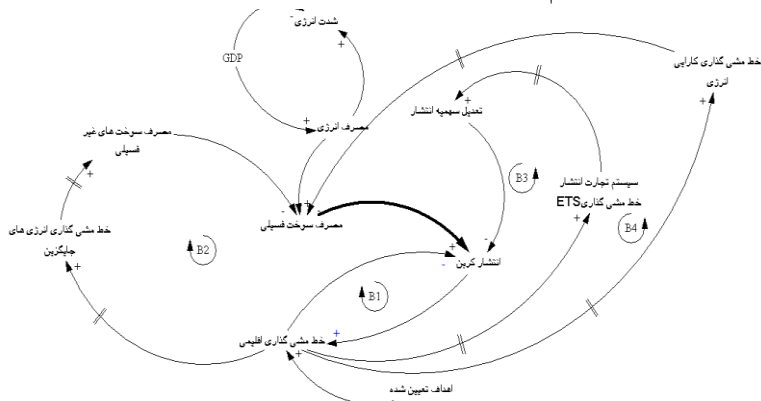 شدت انرژی
GDP
خط مشی گذاری کارایی
انرژی
تعدیل سهمیه انتشار
مصرف انرژی
مصرف سوخت های غیر
فسیلی
B3
سیستم تجارت انتشار
خط مشی گذاری ETS
مصرف سوخت فسیلی
B4
خط مشی گذاری انرژی های
جایگزین
B2
انتشار کربن
B1
خط مشی گذاری اقلیمی
اهداف تعیین شده